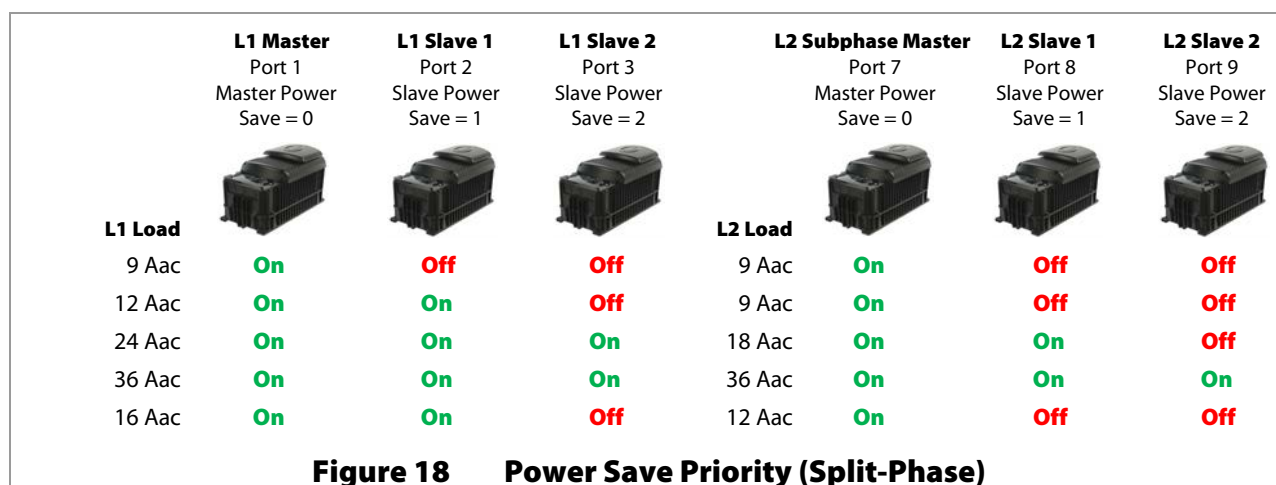 L1 Master L1 Slave 1 L1 Slave 2 L2 Subphase Master L2 Slave 1 L2 Slave 2
Port 1 Port 2 Port 3 Port 7 Port 8 Port 9
Master Power Slave Power Slave Power Master Power Slave Power Slave Power
Save = 0 Save = 1 Save = 2 Save = 0 Save = 1 Save = 2
L1 Load L2 Load
9 Aac On Off Off 9 Aac On Off Off
12 Aac On On Off 9 Aac On Off Off
24 Aac On On On 18 Aac On On Off
36 Aac On On On 36 Aac On On On
16 Aac On On Off 12 Aac On Off Off
Figure 18 Power Save Priority (Split-Phase)